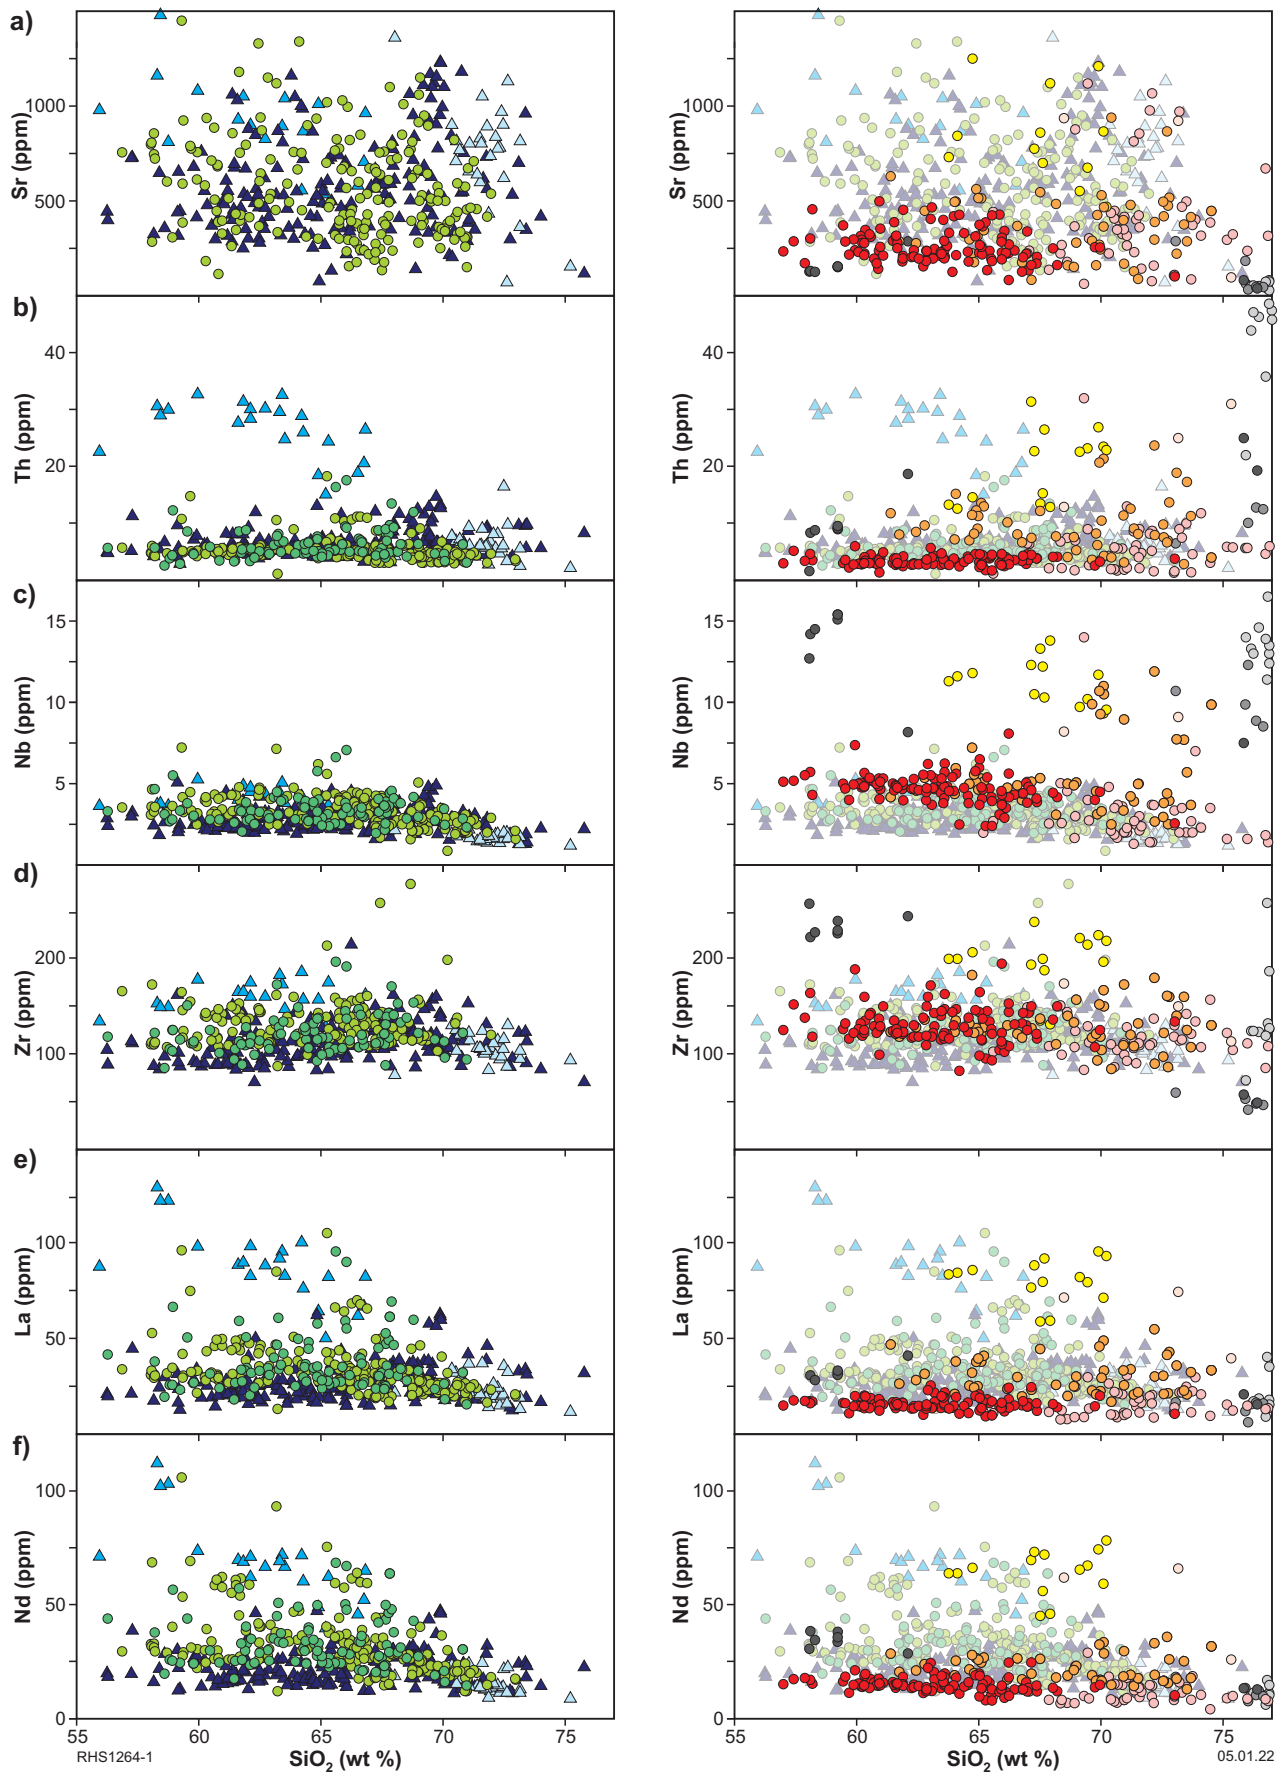 a)
1000
500
Sr (ppm)
Sr (ppm)
1000
500
b)
40
20
Th (ppm)
Th (ppm)
40
20
c)
15
10
5
Nb (ppm)
Nb (ppm)
15
10
5
d)
200
100
Zr (ppm)
Zr (ppm)
200
100
e)
100
50
La (ppm)
La (ppm)
100
50
f)
100
50
0
Nd (ppm)
Nd (ppm)
100
50
0
55 60 65 70 75
55 60 65 70 75
RHS1264-1
SiO₂ (wt %)
SiO₂ (wt %)
05.01.22